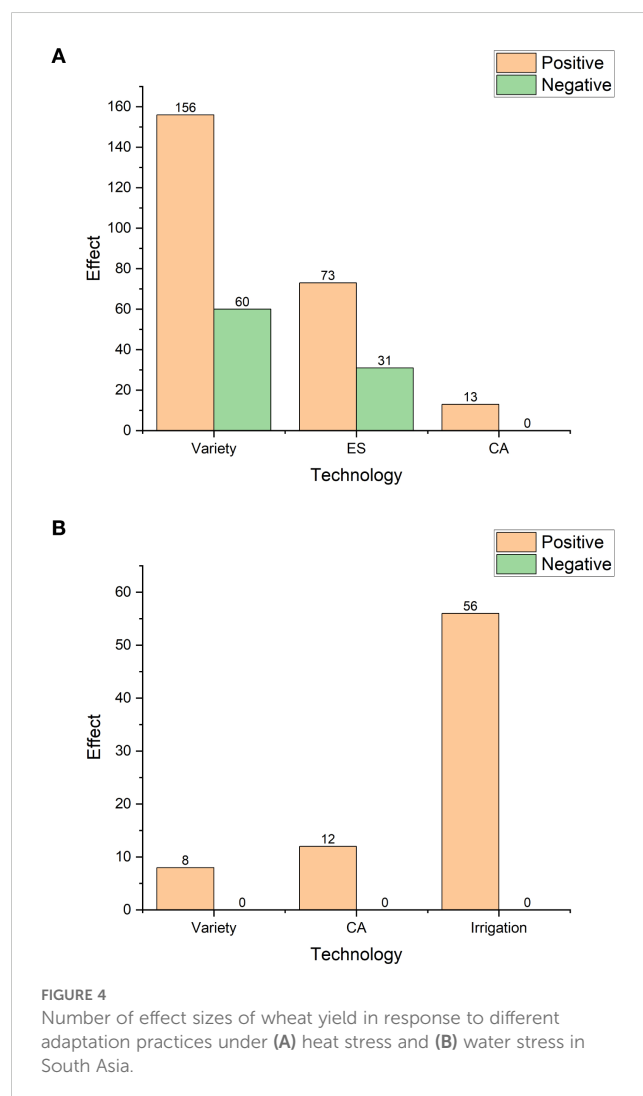 A
Positive
Negative
160
140
120
100
80
60
40
20
0
Effect
156
60
73
31
13
0
Variety ES CA
Technology
B
Positive
Negative
60
50
40
30
20
10
0
Effect
8
0
12
0
56
0
Variety CA Irrigation
Technology
FIGURE 4
Number of effect sizes of wheat yield in response to different
adaptation practices under (A) heat stress and (B) water stress in
South Asia.